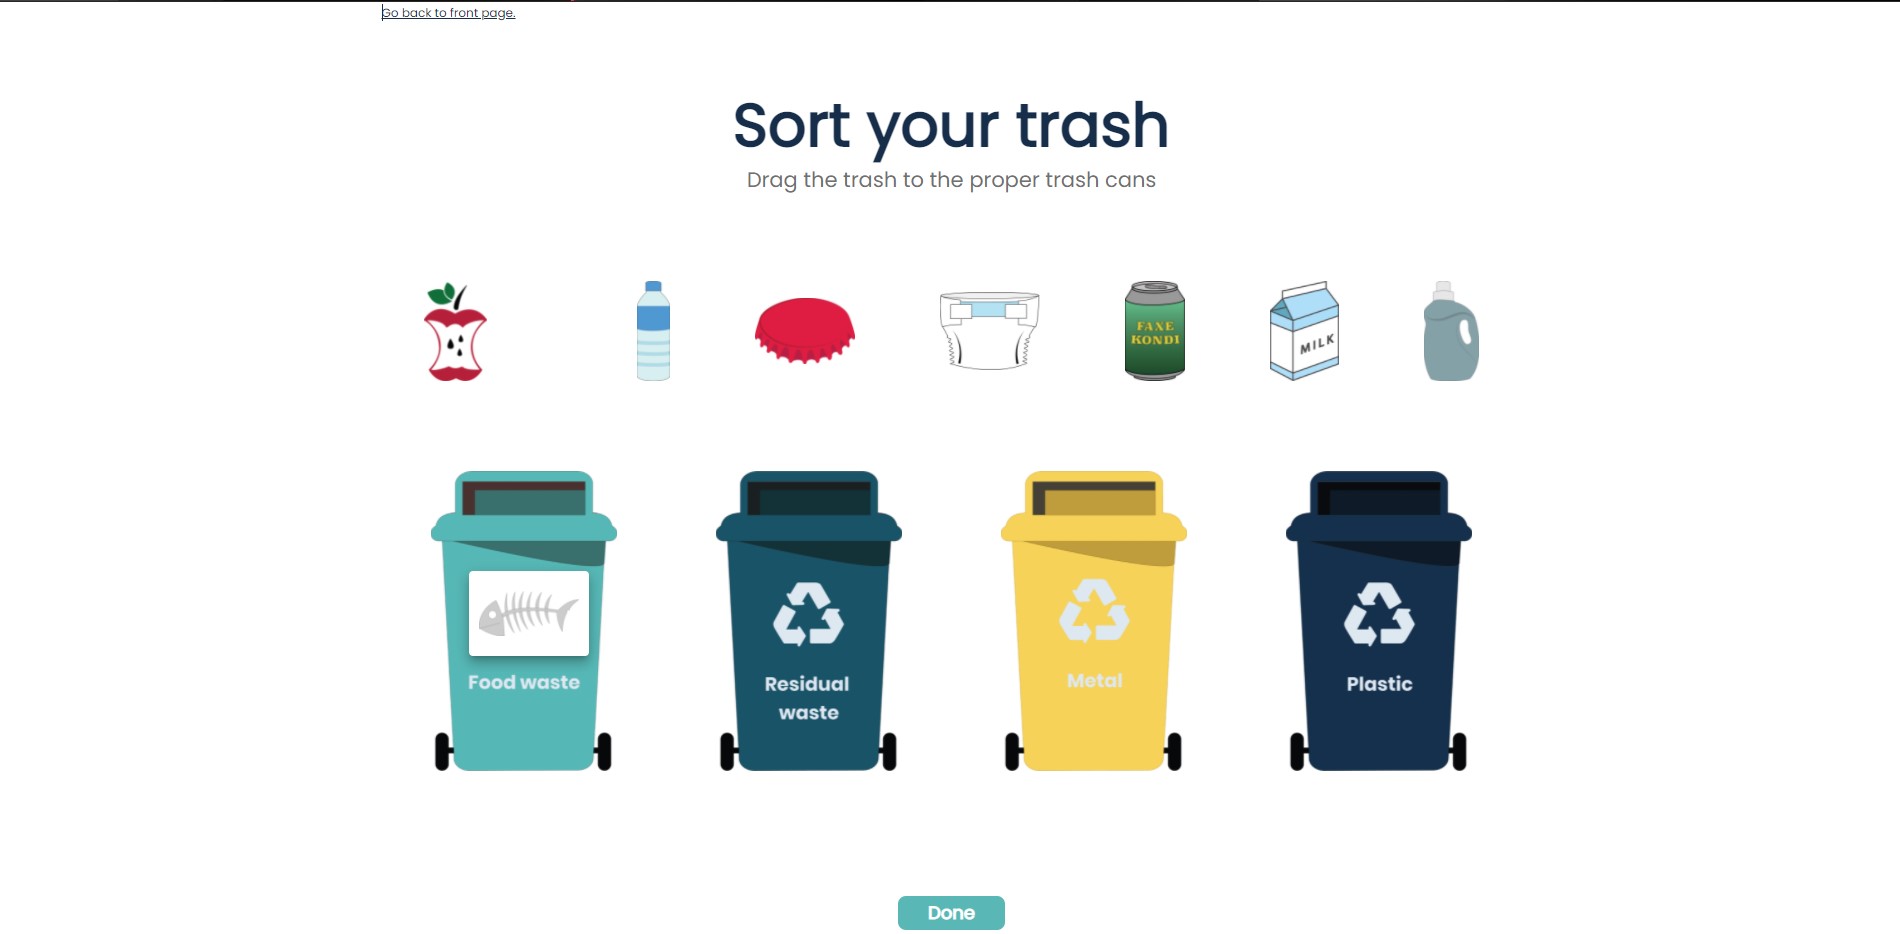 Go back to front page.
Sort your trash
Drag the trash to the proper trash cans
FAXE
KONDI
MILK
Food waste
Residual
waste
Metal
Plastic
Done